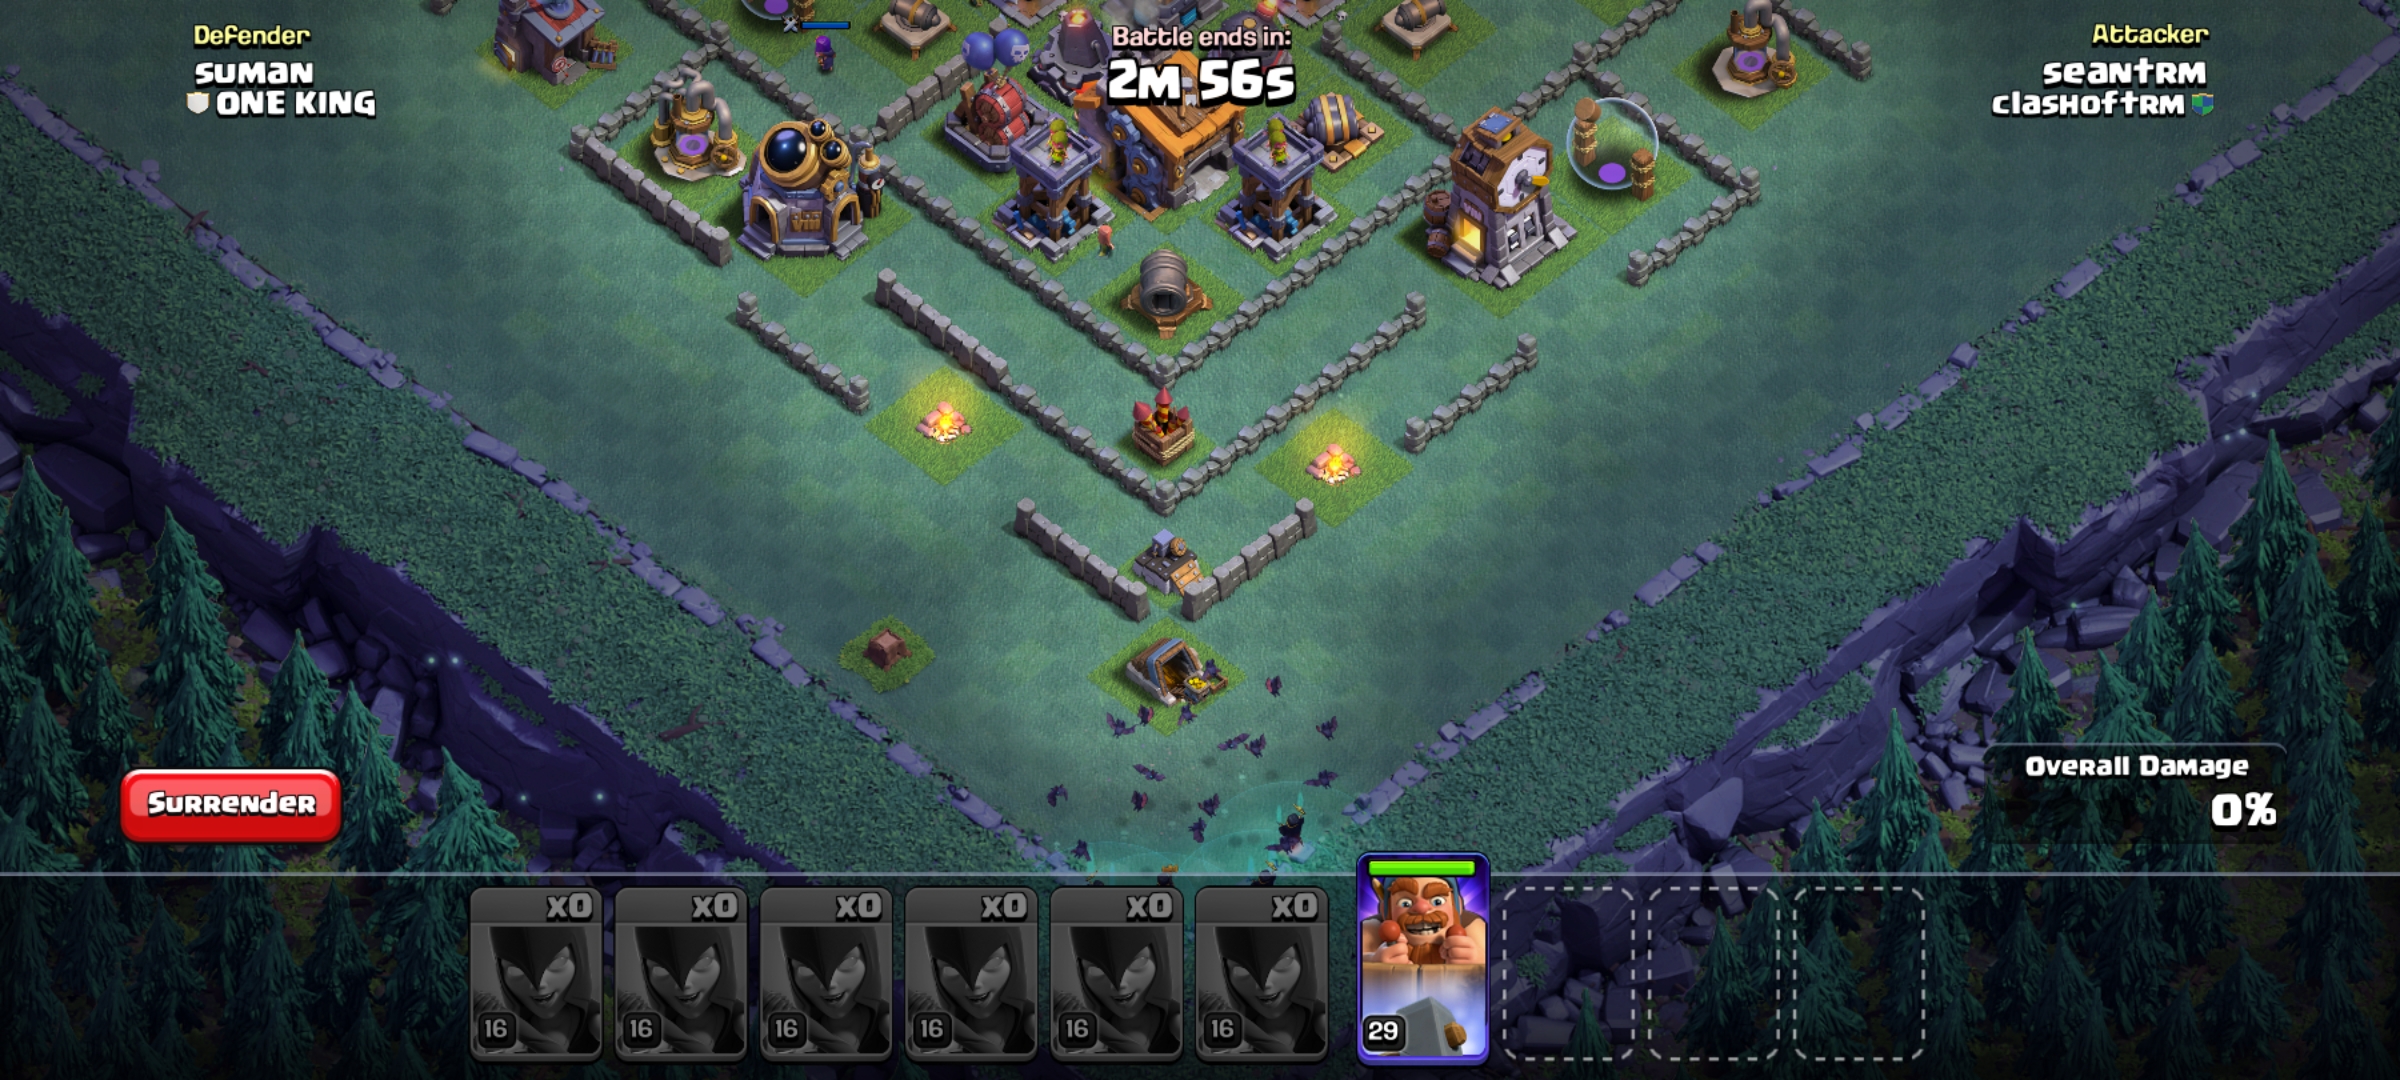 Defender
suman
ONE KING
Battle ends in:
2M 56S
Attacker
seantRM
clashoftRM
Surrender
Overall Damage
0%
x0 x0 x0 x0 x0 x0
16 16 16 16 16 16 29
VIII